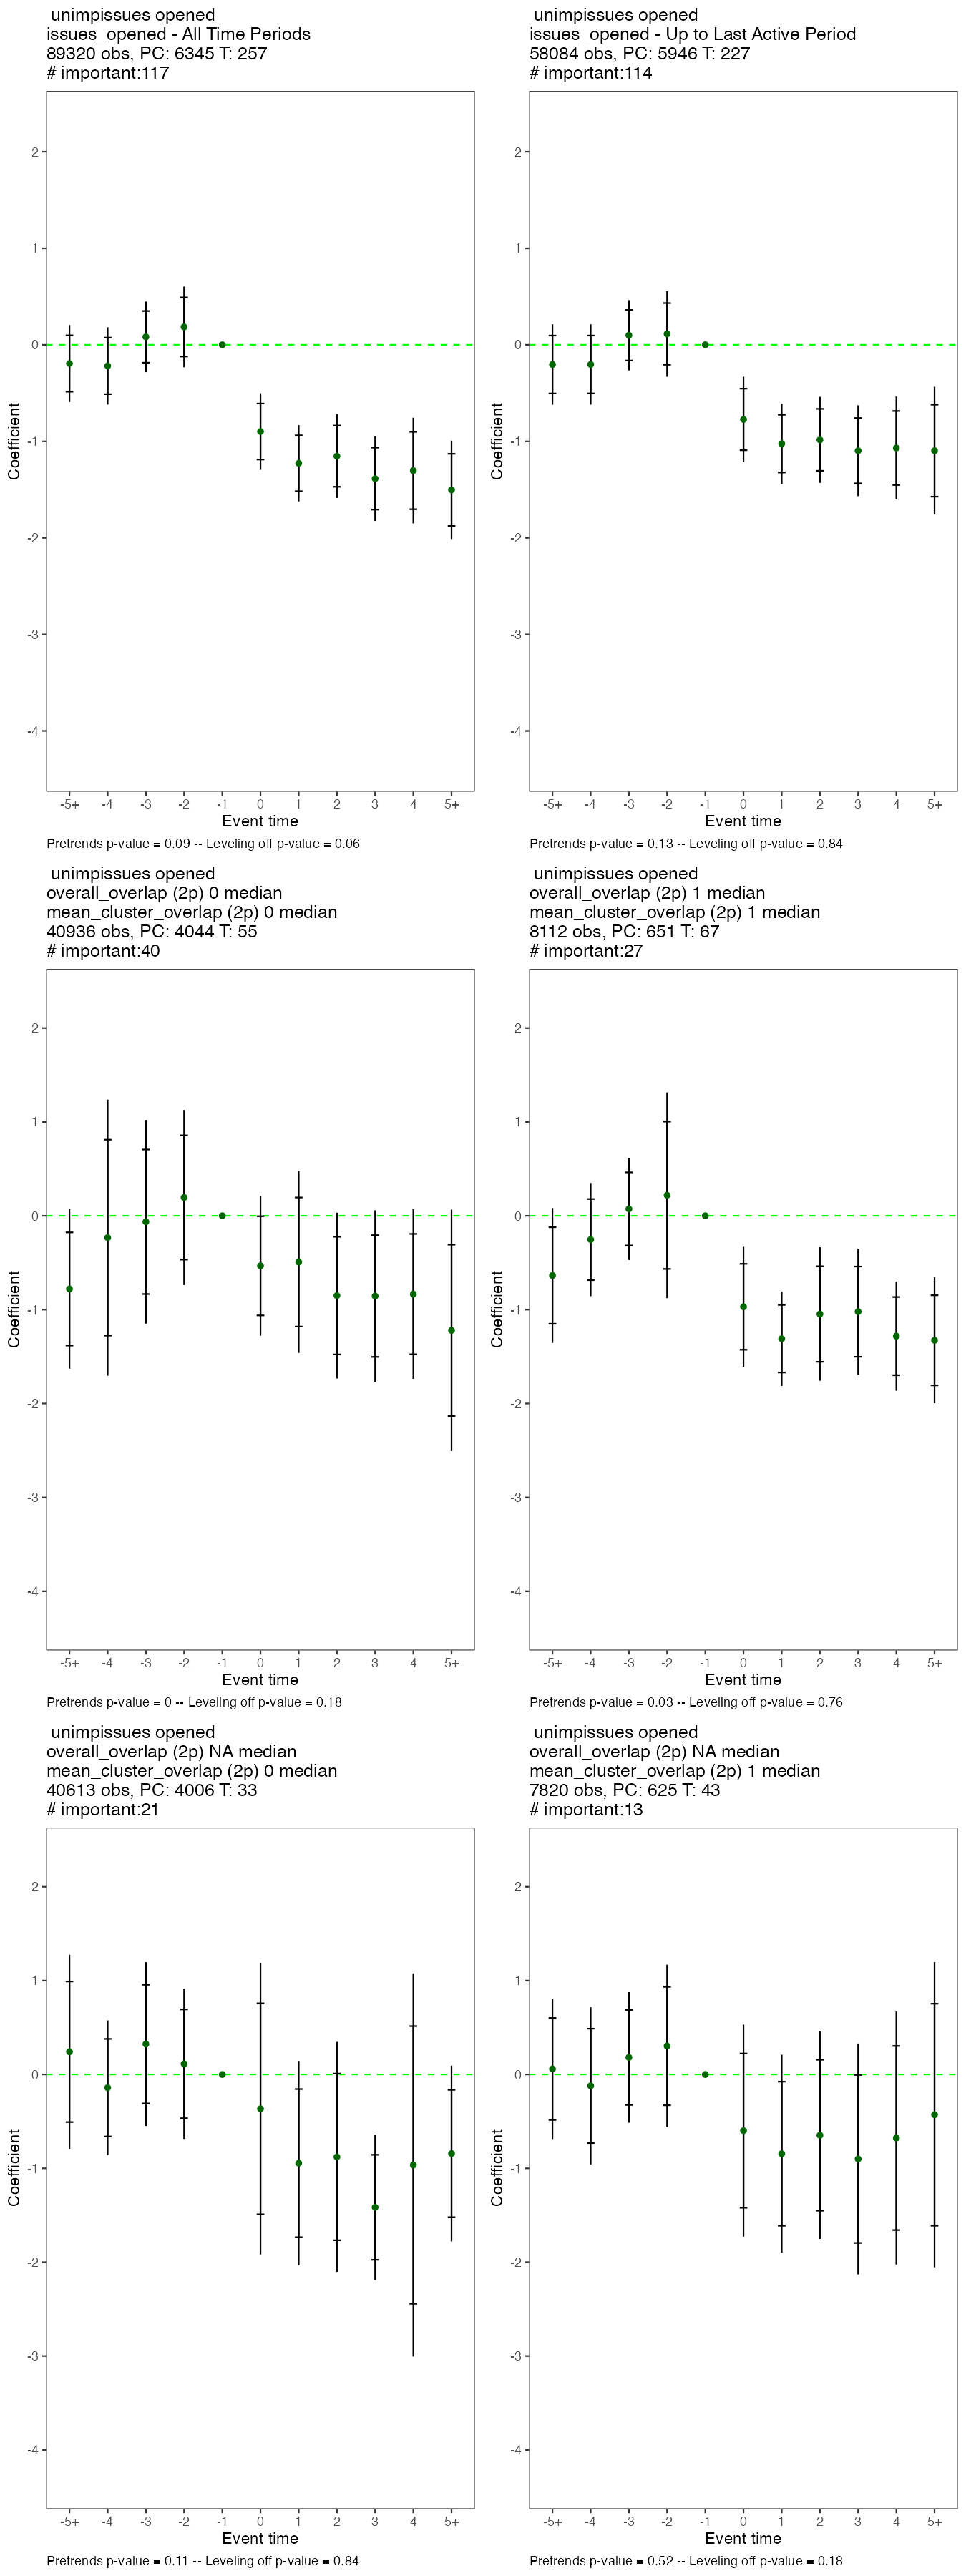 unimpissues opened
issues_opened - All Time Periods
89320 obs, PC: 6345 T: 257
# important:117
2
1
0
-1
-2
-3
-4
Coefficient
-5+ -4 -3 -2 -1 0 1 2 3 4 5+
Event time
Pretrends p-value = 0.09 -- Leveling off p-value = 0.06
unimpissues opened
issues_opened - Up to Last Active Period
58084 obs, PC: 5946 T: 227
# important:114
2
1
0
-1
-2
-3
-4
Coefficient
-5+ -4 -3 -2 -1 0 1 2 3 4 5+
Event time
Pretrends p-value = 0.13 -- Leveling off p-value = 0.84
unimpissues opened
overall_overlap (2p) 0 median
mean_cluster_overlap (2p) 0 median
40936 obs, PC: 4044 T: 55
# important:40
2
1
0
-1
-2
-3
-4
Coefficient
-5+ -4 -3 -2 -1 0 1 2 3 4 5+
Event time
Pretrends p-value = 0 -- Leveling off p-value = 0.18
unimpissues opened
overall_overlap (2p) 1 median
mean_cluster_overlap (2p) 1 median
8112 obs, PC: 651 T: 67
# important:27
2
1
0
-1
-2
-3
-4
Coefficient
-5+ -4 -3 -2 -1 0 1 2 3 4 5+
Event time
Pretrends p-value = 0.03 -- Leveling off p-value = 0.76
unimpissues opened
overall_overlap (2p) NA median
mean_cluster_overlap (2p) 0 median
40613 obs, PC: 4006 T: 33
# important:21
2
1
0
-1
-2
-3
-4
Coefficient
-5+ -4 -3 -2 -1 0 1 2 3 4 5+
Event time
Pretrends p-value = 0.11 -- Leveling off p-value = 0.84
unimpissues opened
overall_overlap (2p) NA median
mean_cluster_overlap (2p) 1 median
7820 obs, PC: 625 T: 43
# important:13
2
1
0
-1
-2
-3
-4
Coefficient
-5+ -4 -3 -2 -1 0 1 2 3 4 5+
Event time
Pretrends p-value = 0.52 -- Leveling off p-value = 0.18